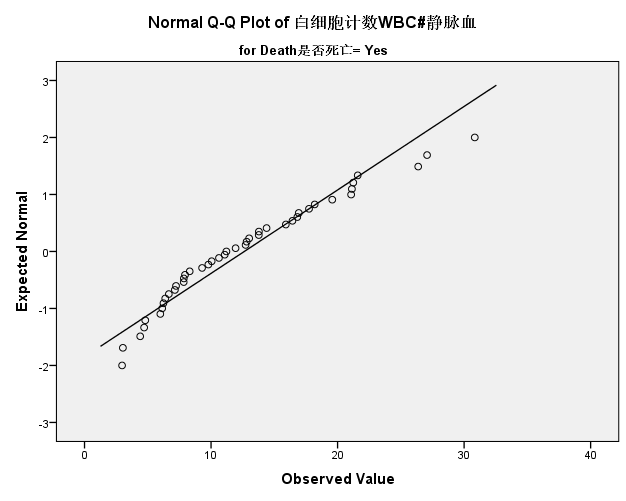 Normal Q-Q Plot of 白细胞计数WBC#静脉血
for Death是否死亡= Yes
3
2
1
0
-1
-2
-3
Expected Normal
0 10 20 30 40
Observed Value